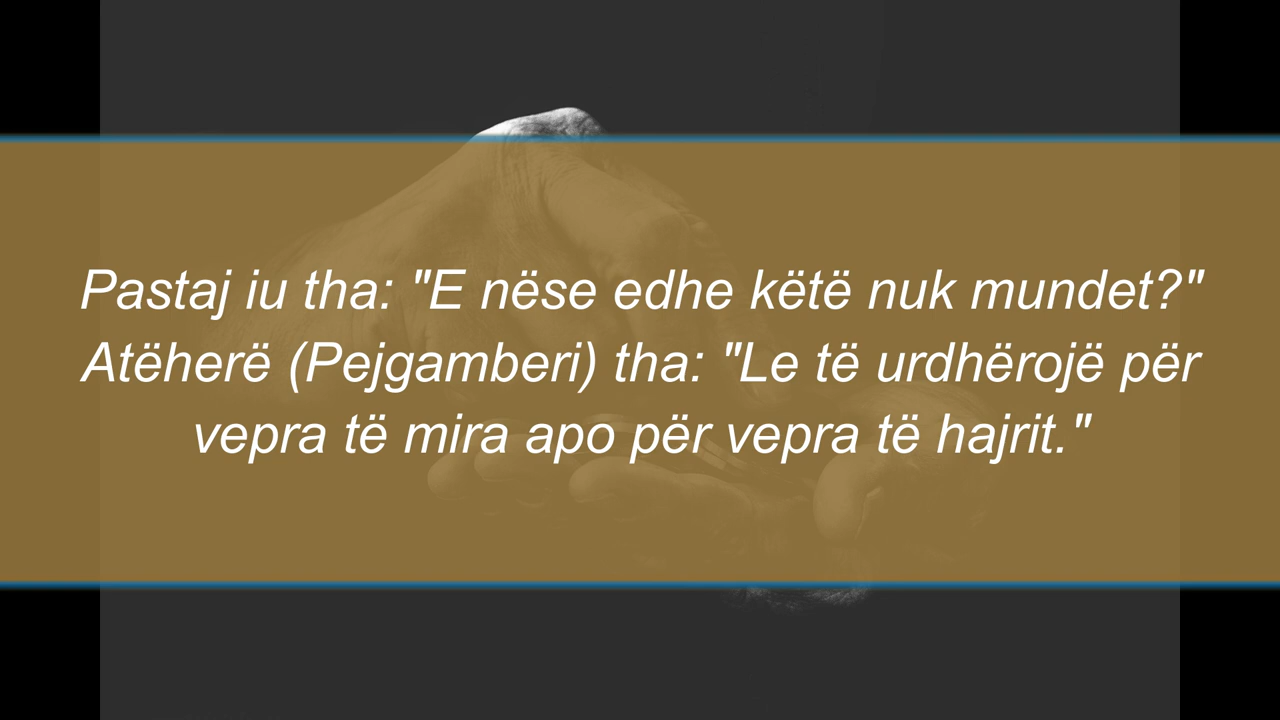 Pastaj iu tha: "E nëse edhe këtë nuk mundet?"
Atëherë (Pejgamberi) tha: "Le të urdhërojë për
vepra të mira apo për vepra të hajrit."